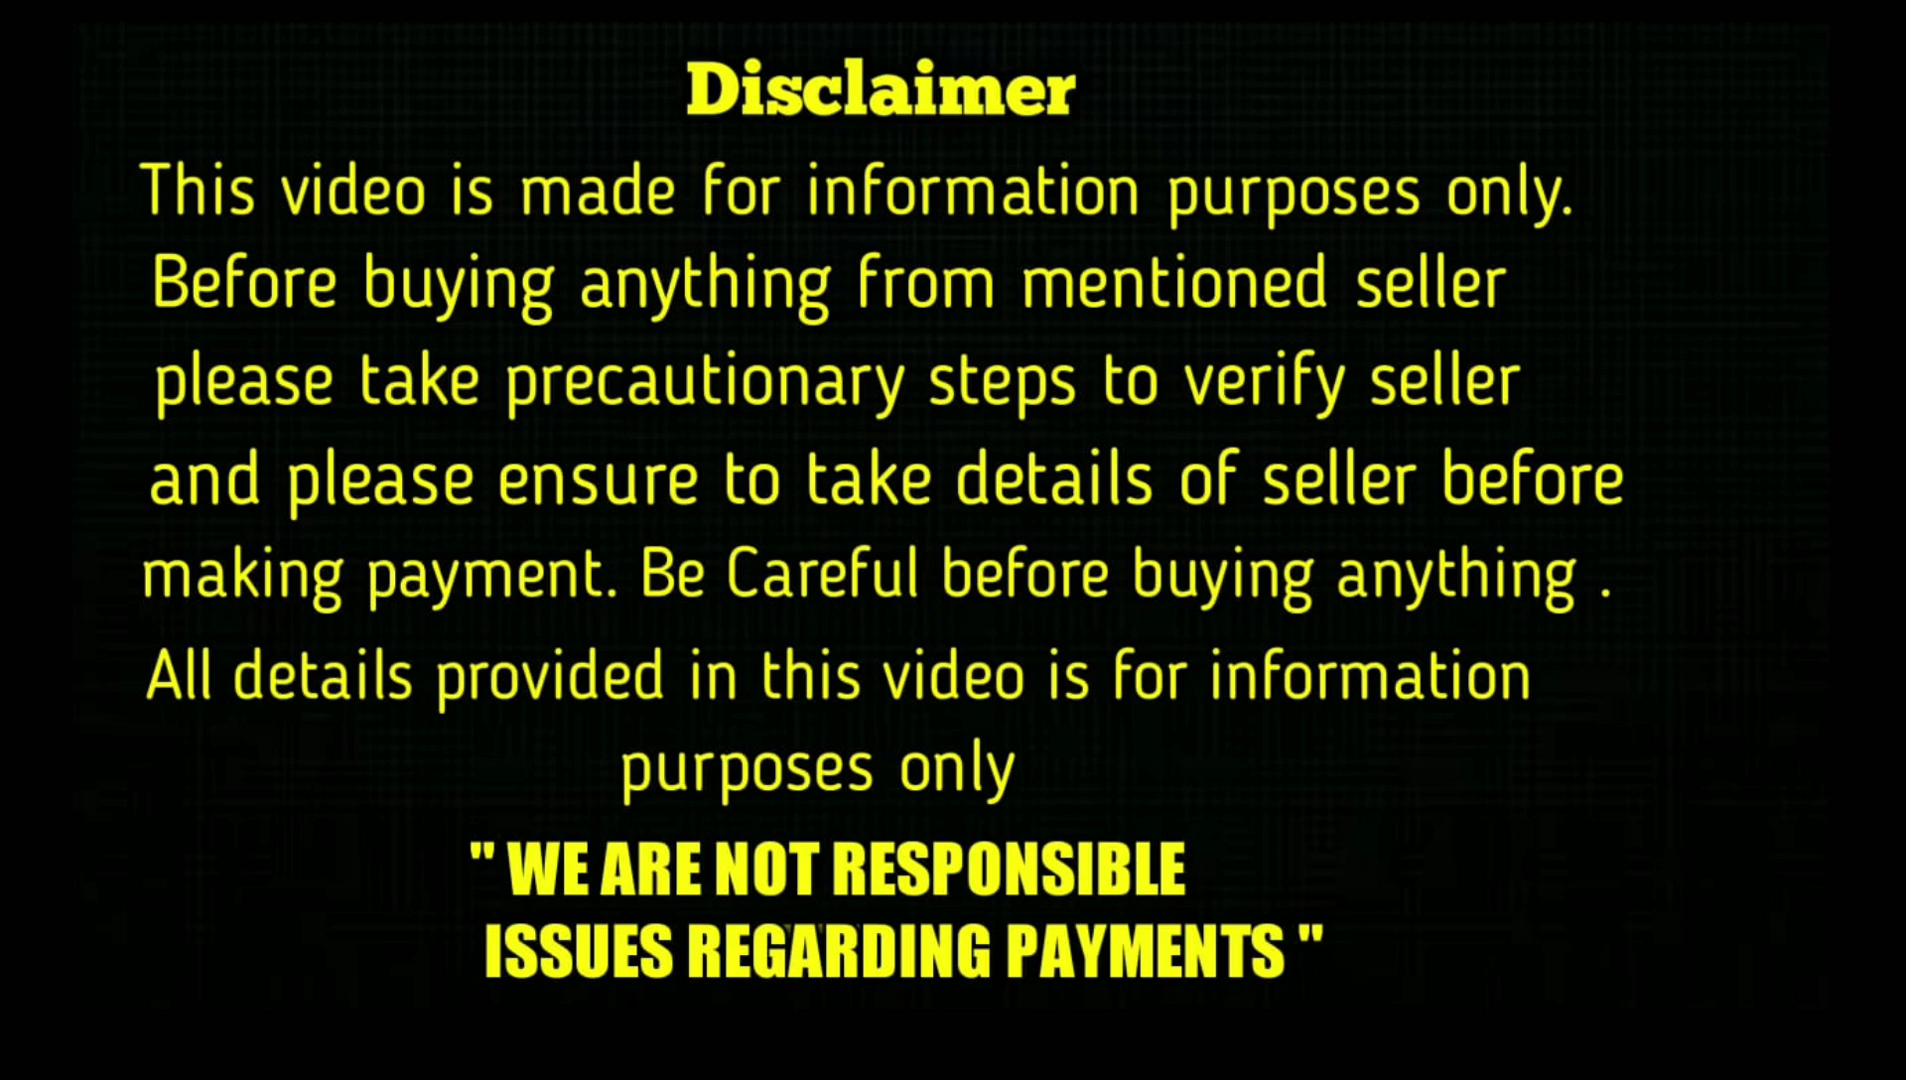 Disclaimer
This video is made for information purposes only.
Before buying anything from mentioned seller
please take precautionary steps to verify seller
and please ensure to take details of seller before
making payment. Be Careful before buying anything .
All details provided in this video is for information
purposes only
" WE ARE NOT RESPONSIBLE
ISSUES REGARDING PAYMENTS "